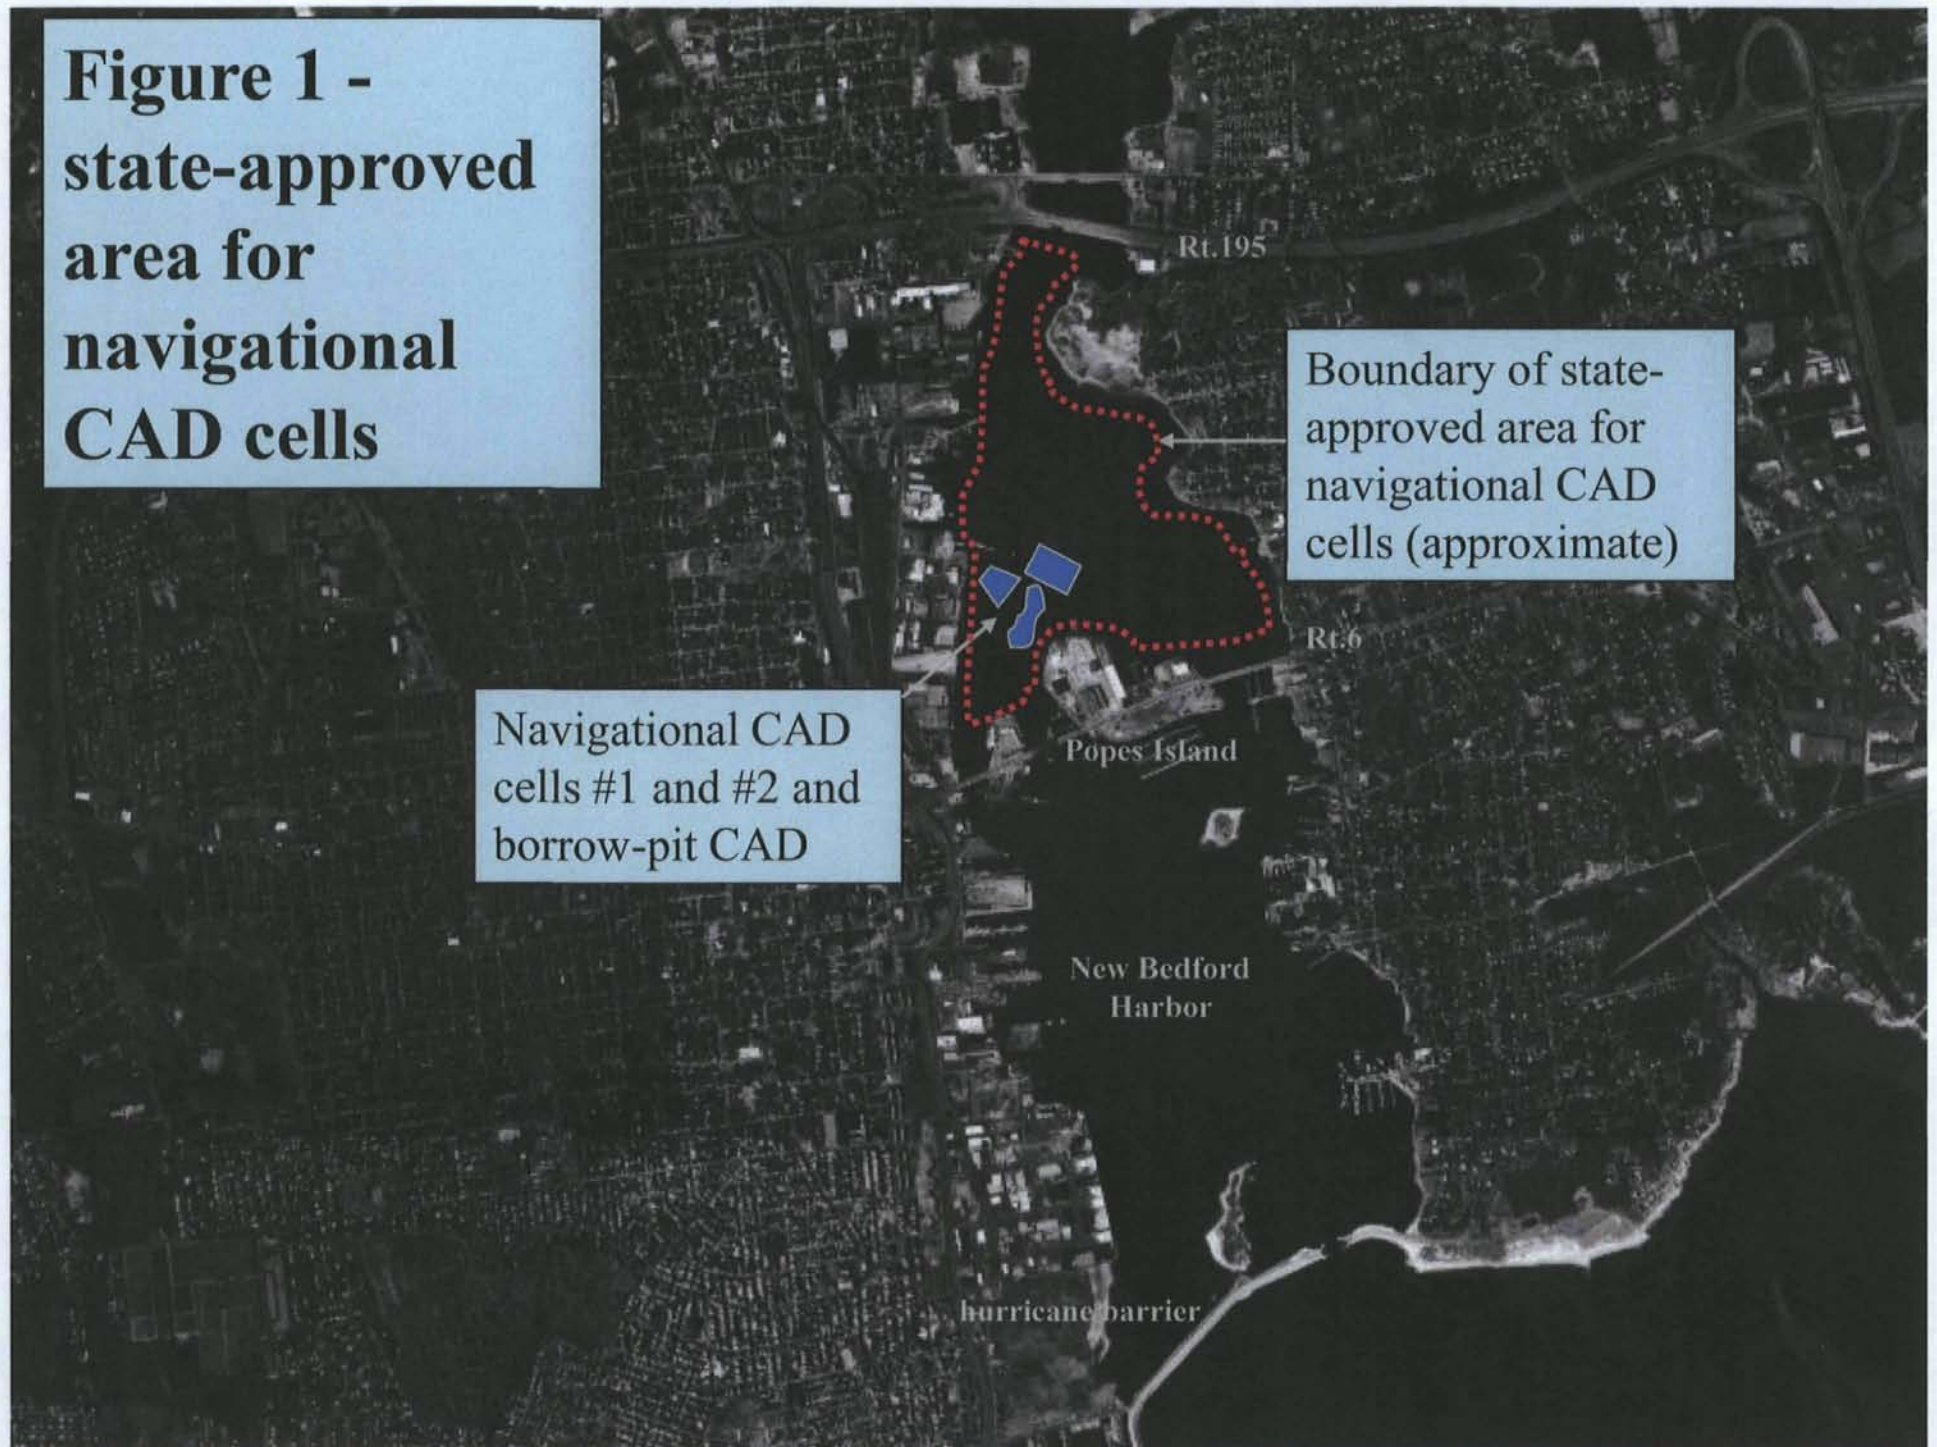 Figure 1 -
state-approved
area for
navigational
CAD cells
Rt.195
Boundary of state-
approved area for
navigational CAD
cells (approximate)
Rt.6
Navigational CAD
cells #1 and #2 and
borrow-pit CAD
Popes Island
New Bedford
Harbor
hurricane barrier